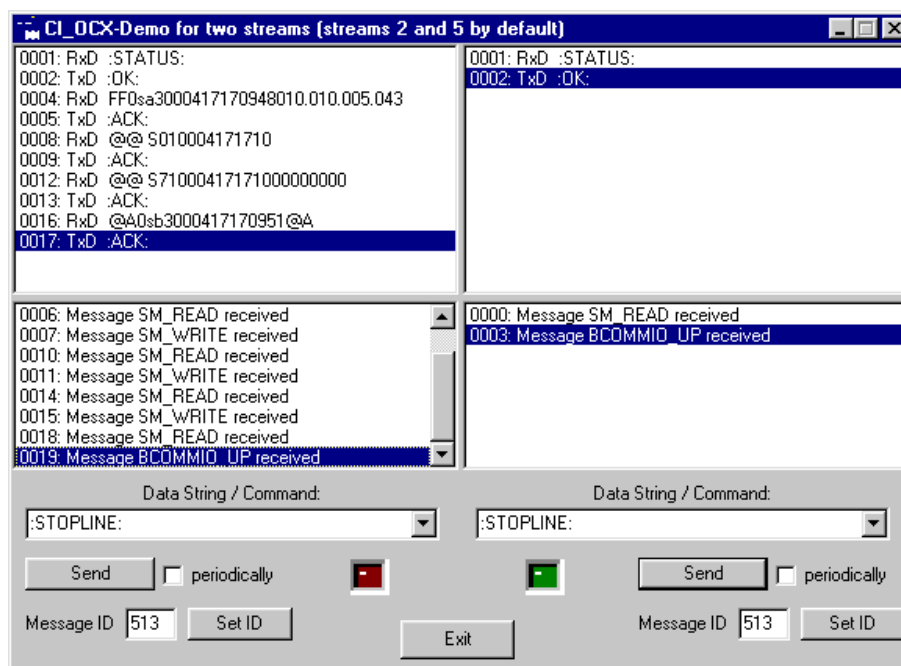 CI_OCX-Demo for two streams (streams 2 and 5 by default)
0001: RxD :STATUS:
0002: TxD :OK:
0004: RxD FF0sa3000417170948010.010.005.043
0005: TxD :ACK:
0008: RxD @@ S010004171710
0009: TxD :ACK:
0012: RxD @@ S71000417171000000000
0013: TxD :ACK:
0016: RxD @A0sb3000417170951@A
0017: TxD :ACK:
0001: RxD :STATUS:
0002: TxD :OK:
0006: Message SM_READ received
0007: Message SM_WRITE received
0010: Message SM_READ received
0011: Message SM_WRITE received
0014: Message SM_READ received
0015: Message SM_WRITE received
0018: Message SM_READ received
0019: Message BCOMMIO_UP received
0000: Message SM_READ received
0003: Message BCOMMIO_UP received
Data String / Command:
:STOPLINE:
Send
periodically
Message ID 513 Set ID
Data String / Command:
:STOPLINE:
Send
periodically
Message ID 513 Set ID
Exit